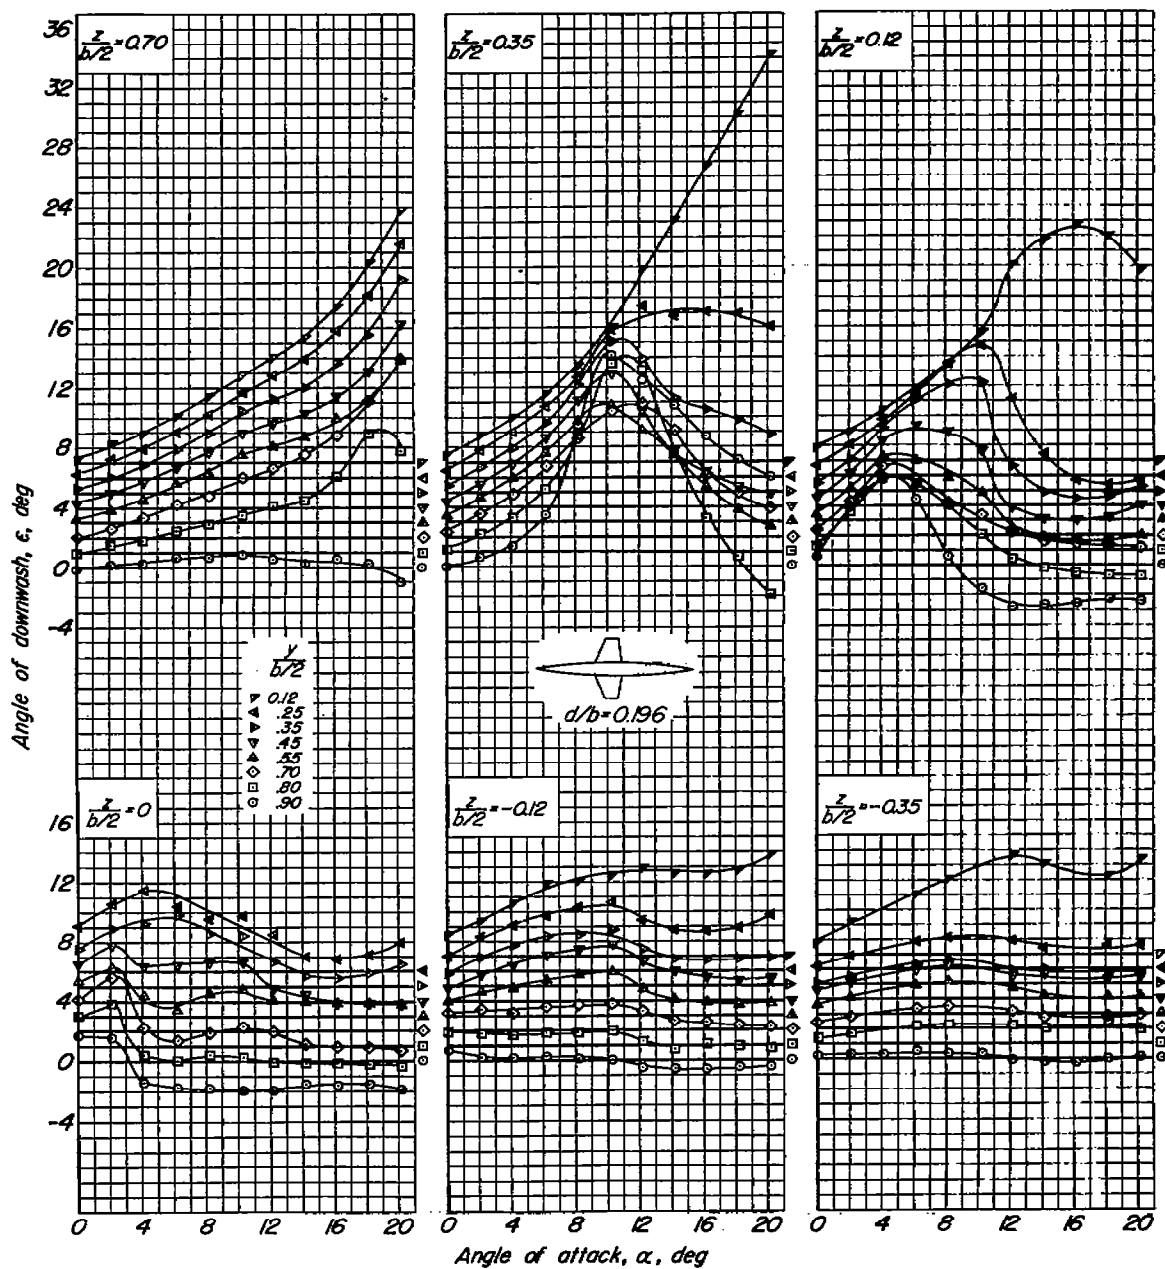 z/b/2 = 0.70
z/b/2 = 0.35
z/b/2 = 0.12
36
32
28
24
20
16
12
8
4
0
-4
Angle of downwash, ε, deg
y/b/2
0.12
.25
.35
.45
.55
.70
.80
.90
d/b = 0.196
z/b/2 = 0
z/b/2 = -0.12
z/b/2 = -0.35
16
12
8
4
0
-4
0 4 8 12 16 20
0 4 8 12 16 20
0 4 8 12 16 20
Angle of attack, α, deg